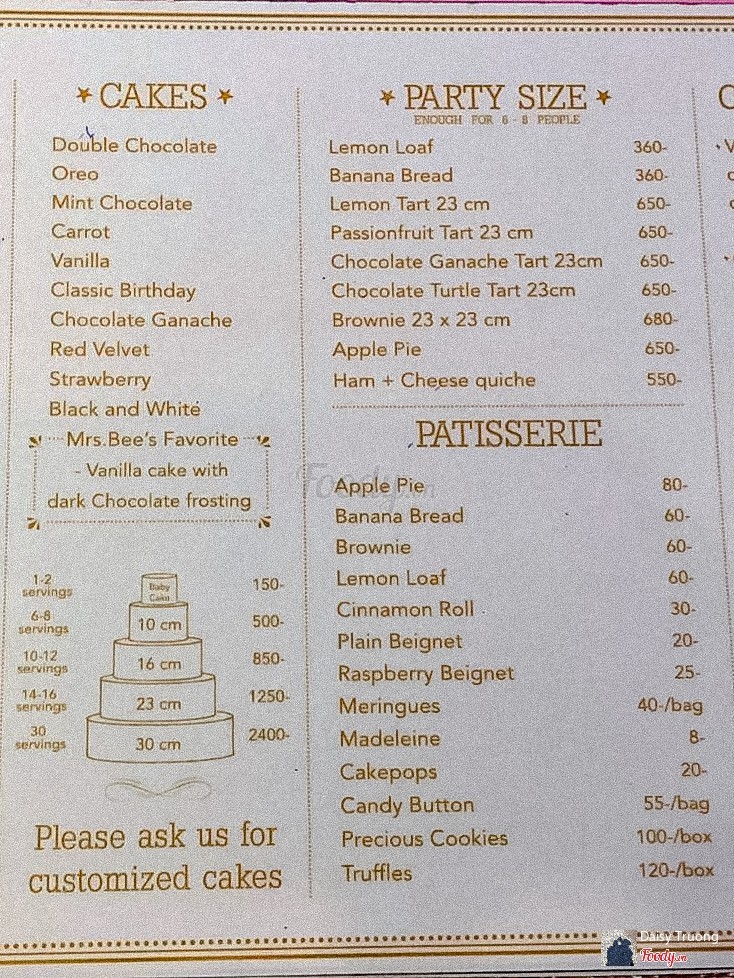 ★ CAKES ★
Double Chocolate
Oreo
Mint Chocolate
Carrot
Vanilla
Classic Birthday
Chocolate Ganache
Red Velvet
Strawberry
Black and White
Mrs.Bee's Favorite
- Vanilla cake with
dark Chocolate frosting
1-2 servings Baby Cake 150-
6-8 servings 10 cm 500-
10-12 servings 16 cm 850-
14-16 servings 23 cm 1250-
30 servings 30 cm 2400-
Please ask us for
customized cakes
★ PARTY SIZE ★
ENOUGH FOR 6 - 8 PEOPLE
Lemon Loaf 360-
Banana Bread 360-
Lemon Tart 23 cm 650-
Passionfruit Tart 23 cm 650-
Chocolate Ganache Tart 23cm 650-
Chocolate Turtle Tart 23cm 650-
Brownie 23 x 23 cm 680-
Apple Pie 650-
Ham + Cheese quiche 550-
PATISSERIE
Apple Pie 80-
Banana Bread 60-
Brownie 60-
Lemon Loaf 60-
Cinnamon Roll 30-
Plain Beignet 20-
Raspberry Beignet 25-
Meringues 40-/bag
Madeleine 8-
Cakepops 20-
Candy Button 55-/bag
Precious Cookies 100-/box
Truffles 120-/box
Foody.vn
Daisy Truong
Foody.vn